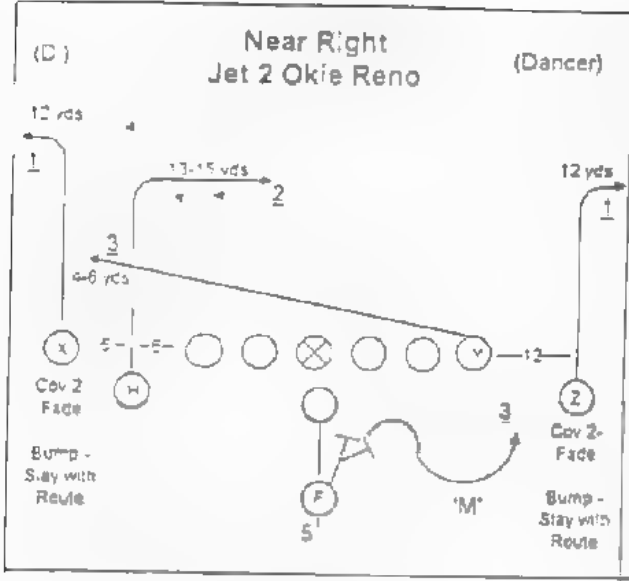 Near Right
Jet 2 Okie Reno
(D )
(Dancer)
12 yds
1
13-15 yds
2
12 yds
1
3
4-6 yds
X
5
6
Y
12
H
Z
Cov 2
Fade
3
Cov 2-
Fade
Bump -
Stay with
Route
F
5'
"M"
Bump -
Stay with
Route